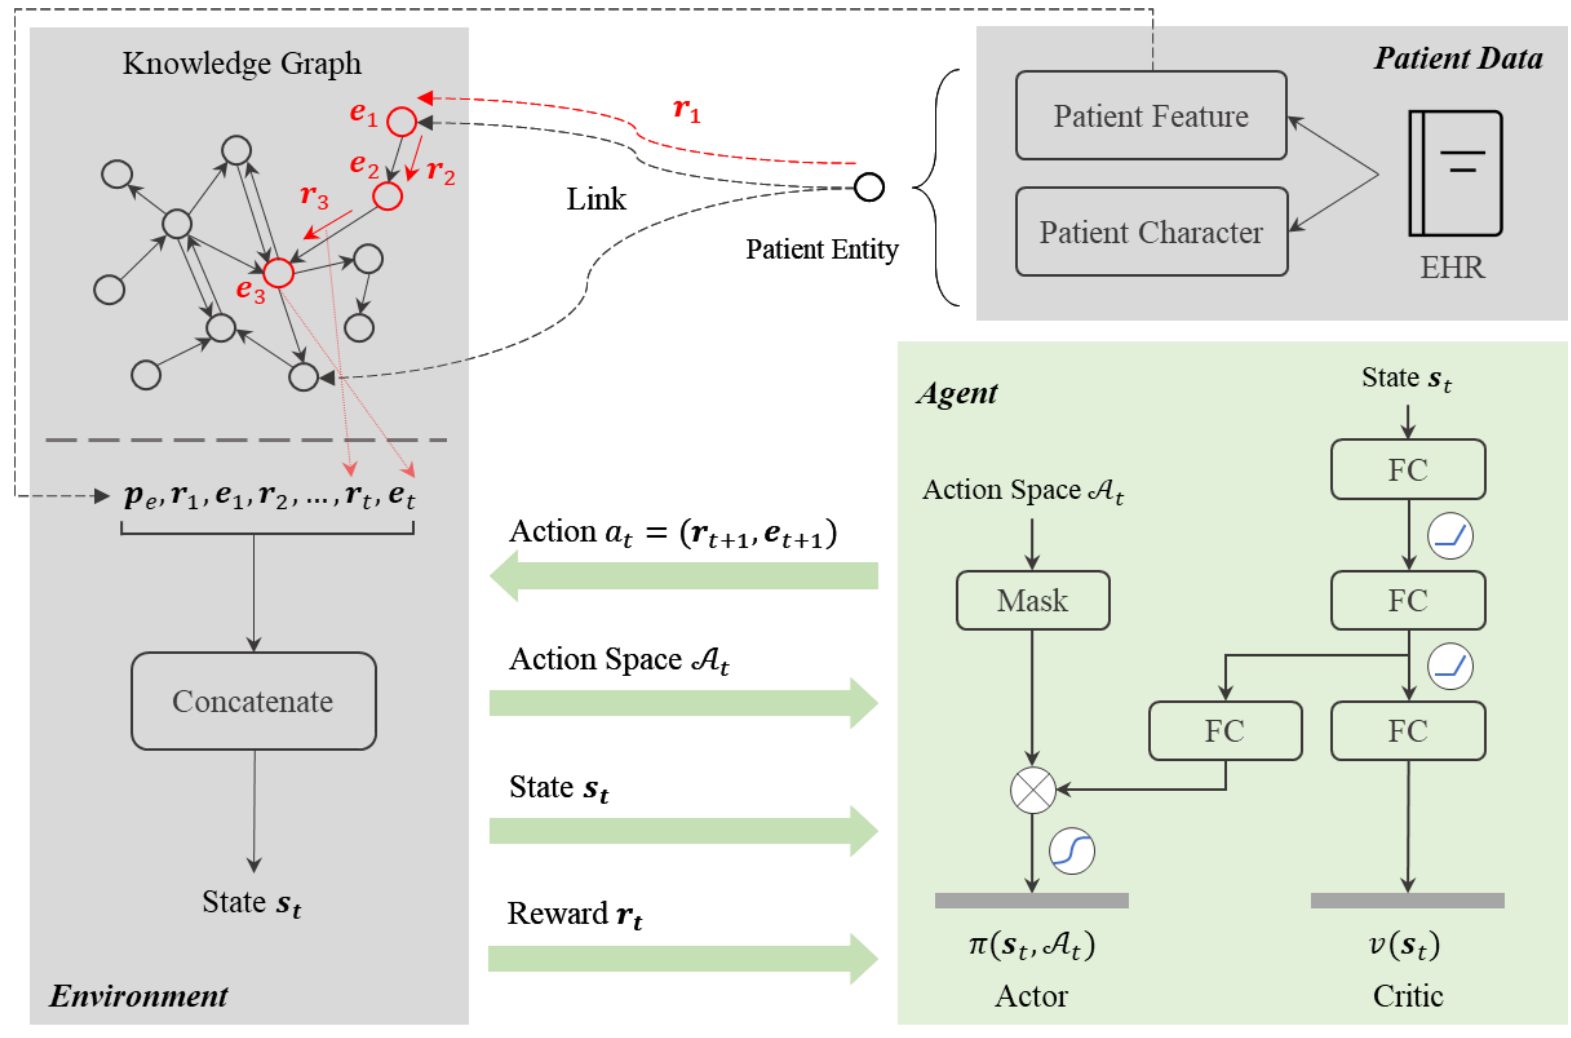 Knowledge Graph
e₁
e₂
r₂
r₃
e₃
r₁
Link
Patient Entity
Patient Data
Patient Feature
Patient Character
EHR
pₑ, r₁, e₁, r₂, ..., rₜ, eₜ
Concatenate
State sₜ
Environment
Action aₜ = (rₜ₊₁, eₜ₊₁)
Action Space 𝒜ₜ
State sₜ
Reward rₜ
Agent
State sₜ
FC
Action Space 𝒜ₜ
Mask
FC
FC
FC
π(sₜ, 𝒜ₜ)
v(sₜ)
Actor
Critic